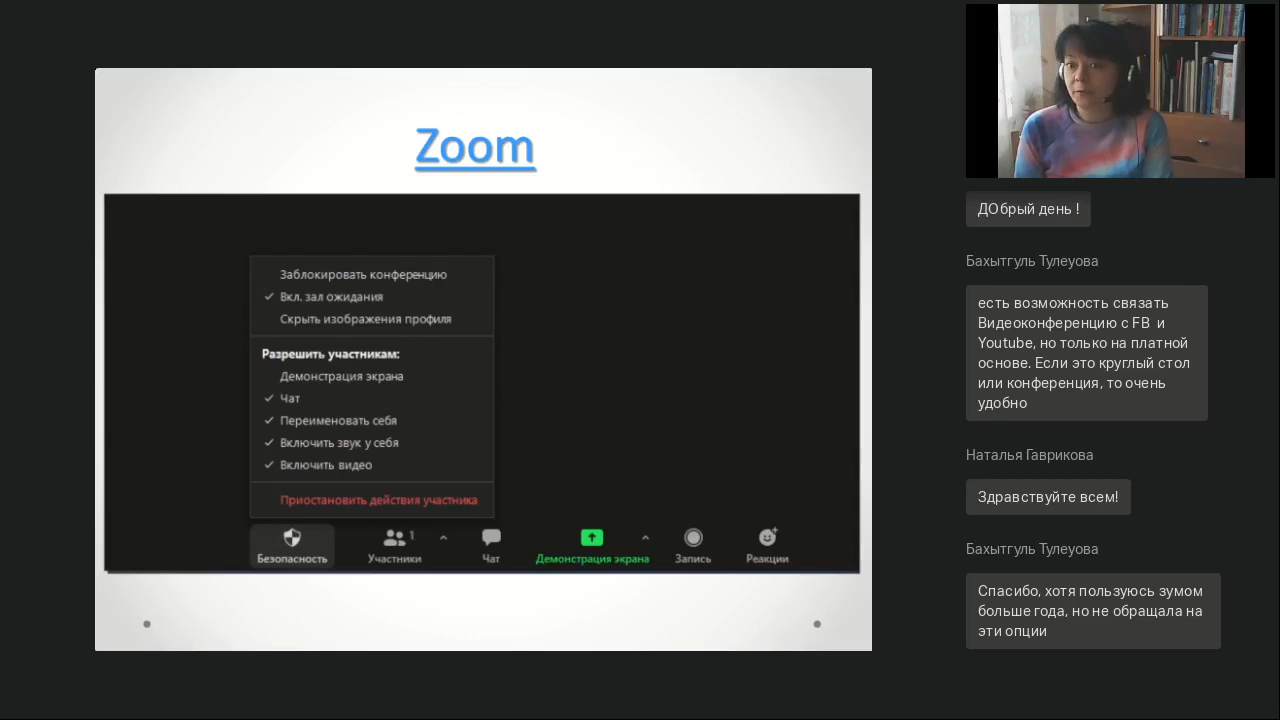 Zoom
Заблокировать конференцию
Вкл. зал ожидания
Скрыть изображения профиля
Разрешить участникам:
Демонстрация экрана
Чат
Переименовать себя
Включить звук у себя
Включить видео
Приостановить действия участника
Безопасность
1
Участники
Чат
Демонстрация экрана
Запись
Реакции
ДОбрый день !
Бахытгуль Тулеуова
есть возможность связать
Видеоконференцию с FB и
Youtube, но только на платной
основе. Если это круглый стол
или конференция, то очень
удобно
Наталья Гаврикова
Здравствуйте всем!
Бахытгуль Тулеуова
Спасибо, хотя пользуюсь зумом
больше года, но не обращала на
эти опции